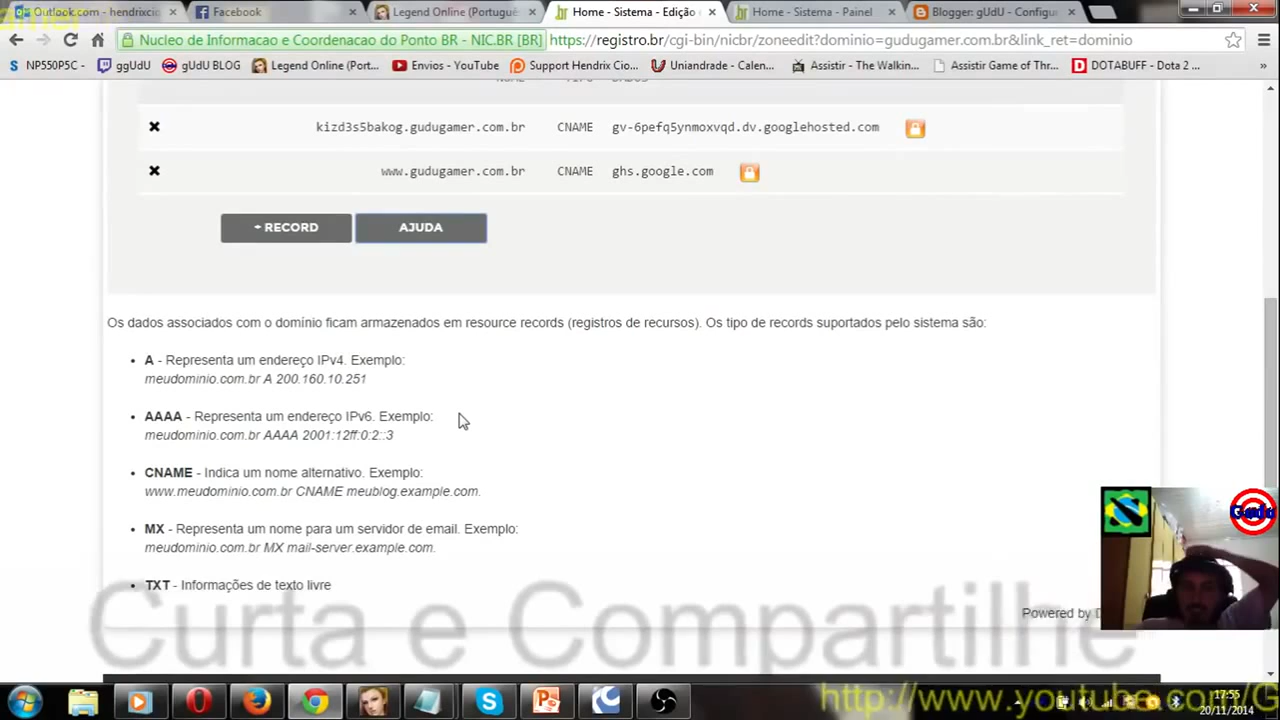 Outlook.com - hendrixcio
Facebook
Legend Online (Português
Home - Sistema - Edição
Home - Sistema - Painel
Blogger: gUdU - Configur
Nucleo de Informacao e Coordenacao do Ponto BR - NIC.BR [BR] https://registro.br/cgi-bin/nicbr/zoneedit?dominio=gudugamer.com.br&link_ret=dominio
NP550P5C - ggUdU gUdU BLOG Legend Online (Port... Envios - YouTube Support Hendrix Cio... Uniandrade - Calen... Assistir - The Walkin... Assistir Game of Thr... DOTABUFF - Dota 2 ...
kizd3s5bakog.gudugamer.com.br CNAME gv-6pefq5ynmoxvqd.dv.googlehosted.com
www.gudugamer.com.br CNAME ghs.google.com
+ RECORD AJUDA
Os dados associados com o domínio ficam armazenados em resource records (registros de recursos). Os tipo de records suportados pelo sistema são:
• A - Representa um endereço IPv4. Exemplo:
meudominio.com.br A 200.160.10.251
• AAAA - Representa um endereço IPv6. Exemplo:
meudominio.com.br AAAA 2001:12ff:0:2::3
• CNAME - Indica um nome alternativo. Exemplo:
www.meudominio.com.br CNAME meublog.example.com.
• MX - Representa um nome para um servidor de email. Exemplo:
meudominio.com.br MX mail-server.example.com.
• TXT - Informações de texto livre
Powered by
Curta e Compartilhe
Gudu
http://www.youtube.com/G
17:55
20/11/2014